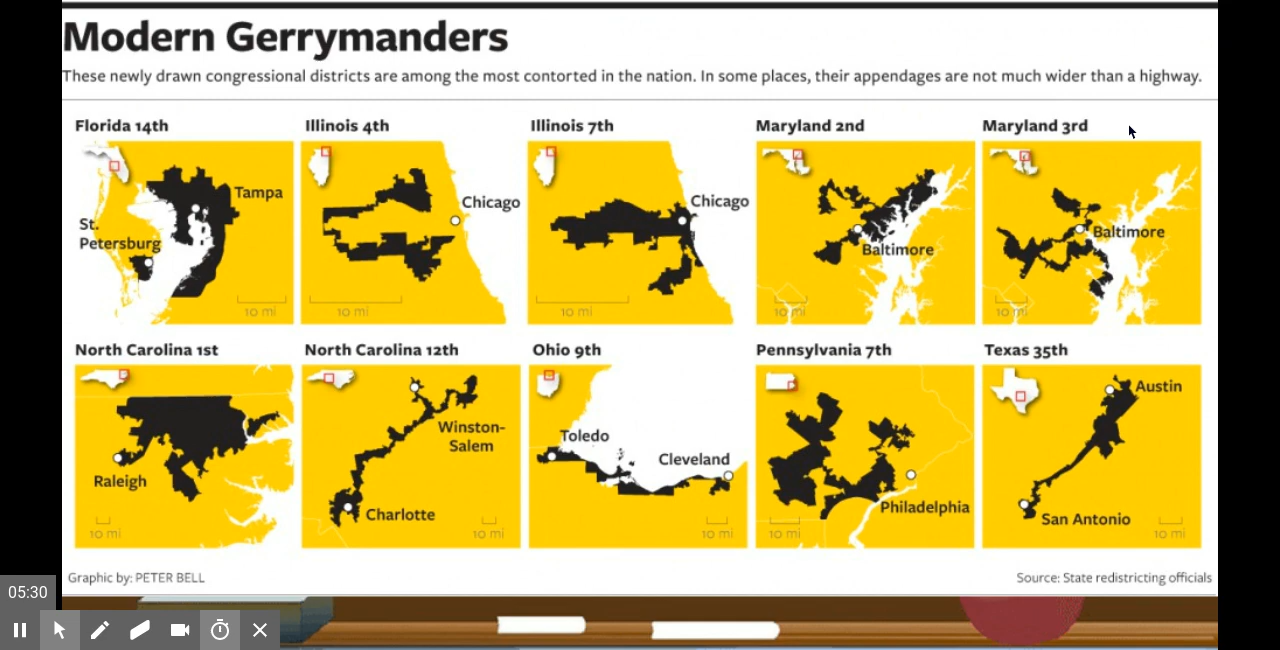 Modern Gerrymanders
These newly drawn congressional districts are among the most contorted in the nation. In some places, their appendages are not much wider than a highway.
Florida 14th
Tampa
St.
Petersburg
10 mi
Illinois 4th
Chicago
10 mi
Illinois 7th
Chicago
10 mi
Maryland 2nd
Baltimore
10 mi
Maryland 3rd
Baltimore
10 mi
North Carolina 1st
Raleigh
10 mi
North Carolina 12th
Winston-
Salem
Charlotte
10 mi
Ohio 9th
Toledo
Cleveland
10 mi
Pennsylvania 7th
Philadelphia
10 mi
Texas 35th
Austin
San Antonio
10 mi
Graphic by: PETER BELL
Source: State redistricting officials
05:30